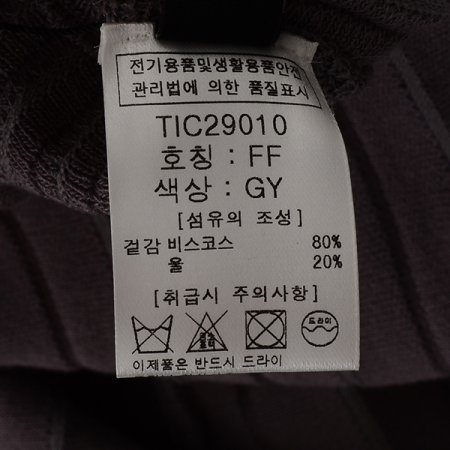 전기용품및생활용품안전
관리법에 의한 품질표시
TIC29010
호칭 : FF
색상 : GY
[섬유의 조성]
겉감 비스코스 80%
울 20%
[취급시 주의사항]
드라이
이제품은 반드시 드라이